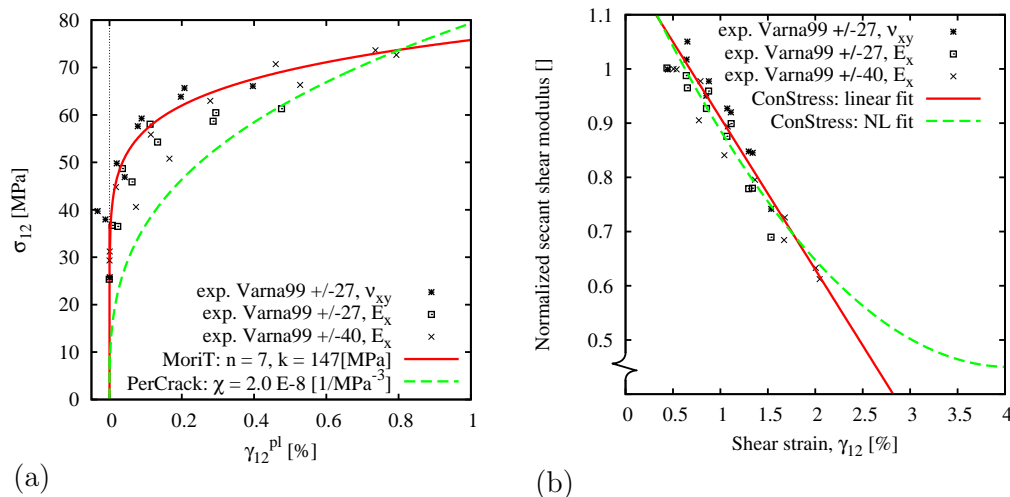 80
70
60
50
40
30
20
10
0
σ12 [MPa]
exp. Varna99 +/-27, νxy
exp. Varna99 +/-27, Ex
exp. Varna99 +/-40, Ex
MoriT: n = 7, k = 147[MPa]
PerCrack: χ = 2.0 E-8 [1/MPa-3]
0 0.2 0.4 0.6 0.8 1
γ12pl [%]
(a)
1.1
1
0.9
0.8
0.7
0.6
0.5
Normalized secant shear modulus []
exp. Varna99 +/-27, νxy
exp. Varna99 +/-27, Ex
exp. Varna99 +/-40, Ex
ConStress: linear fit
ConStress: NL fit
0 0.5 1 1.5 2 2.5 3 3.5 4
Shear strain, γ12 [%]
(b)